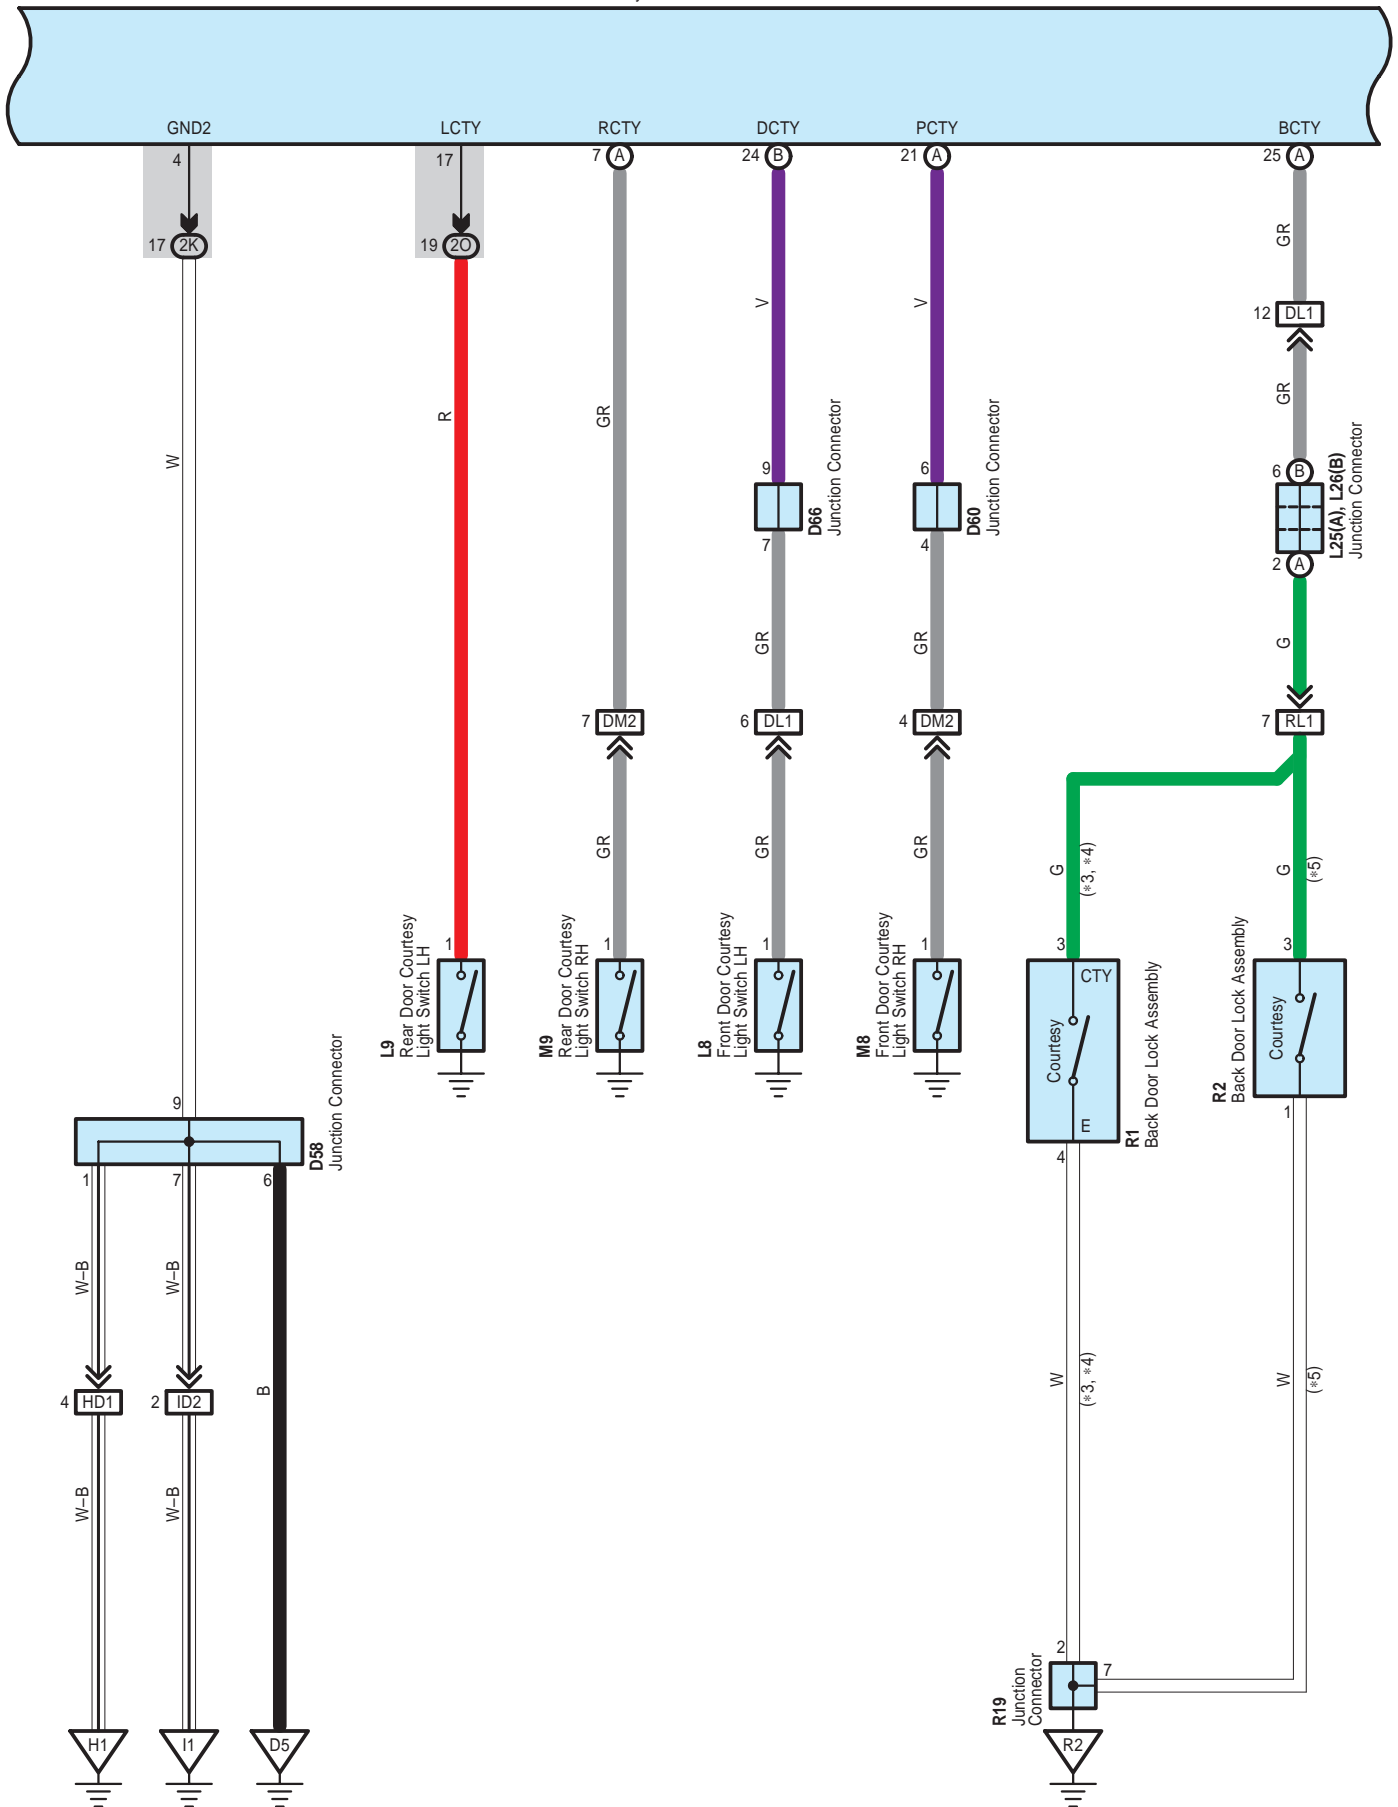 GND2 LCTY RCTY DCTY PCTY BCTY
4 17 7 A 24 B 21 A 25 A
17 2K 19 2O
GR
V V
12 DL1
W R GR GR
9 6 6 B
D66
Junction Connector
D60
Junction Connector
L25(A), L26(B)
Junction Connector
7 4 2 A
GR GR G
7 DM2 6 DL1 4 DM2 7 RL1
GR GR GR G (*3, *4) G (*5)
1 1 1 1 3 3
L9
Rear Door Courtesy
Light Switch LH
M9
Rear Door Courtesy
Light Switch RH
L8
Front Door Courtesy
Light Switch LH
M8
Front Door Courtesy
Light Switch RH
CTY
Courtesy
E
R1
Back Door Lock Assembly
Courtesy
R2
Back Door Lock Assembly
4 1
9
D58
Junction Connector
1 7 6
W–B W–B
4 HD1 2 ID2 B W (*3, *4) W (*5)
W–B W–B
2 7
R19
Junction
Connector
H1 I1 D5 R2